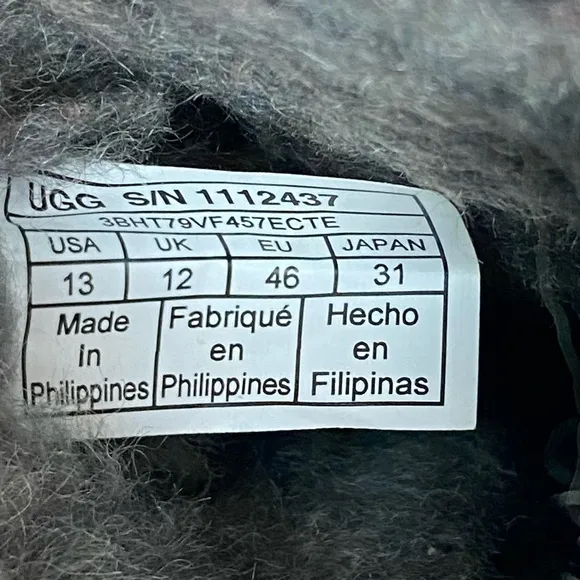 UGG S/N 1112437
3BHT79VF457ECTE
USA UK EU JAPAN
13 12 46 31
Made in Philippines
Fabriqué en Philippines
Hecho en Filipinas